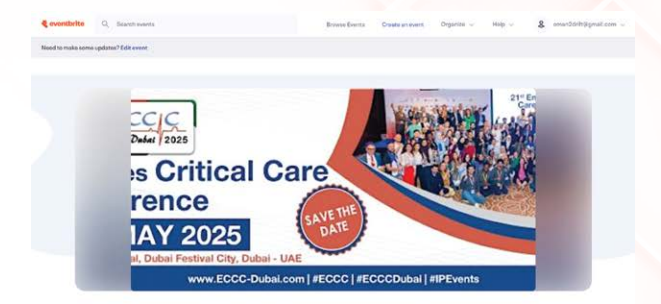 eventbrite
Search events
Browse Events
Create an event
Organize
Help
Need to make some updates? Edit event
CCC
Dubai 2025
es Critical Care
rence
MAY 2025
al, Dubai Festival City, Dubai - UAE
SAVE THE
DATE
21st Em
Care
www.ECCC-Dubai.com | #ECCC | #ECCCDubai | #IPEvents